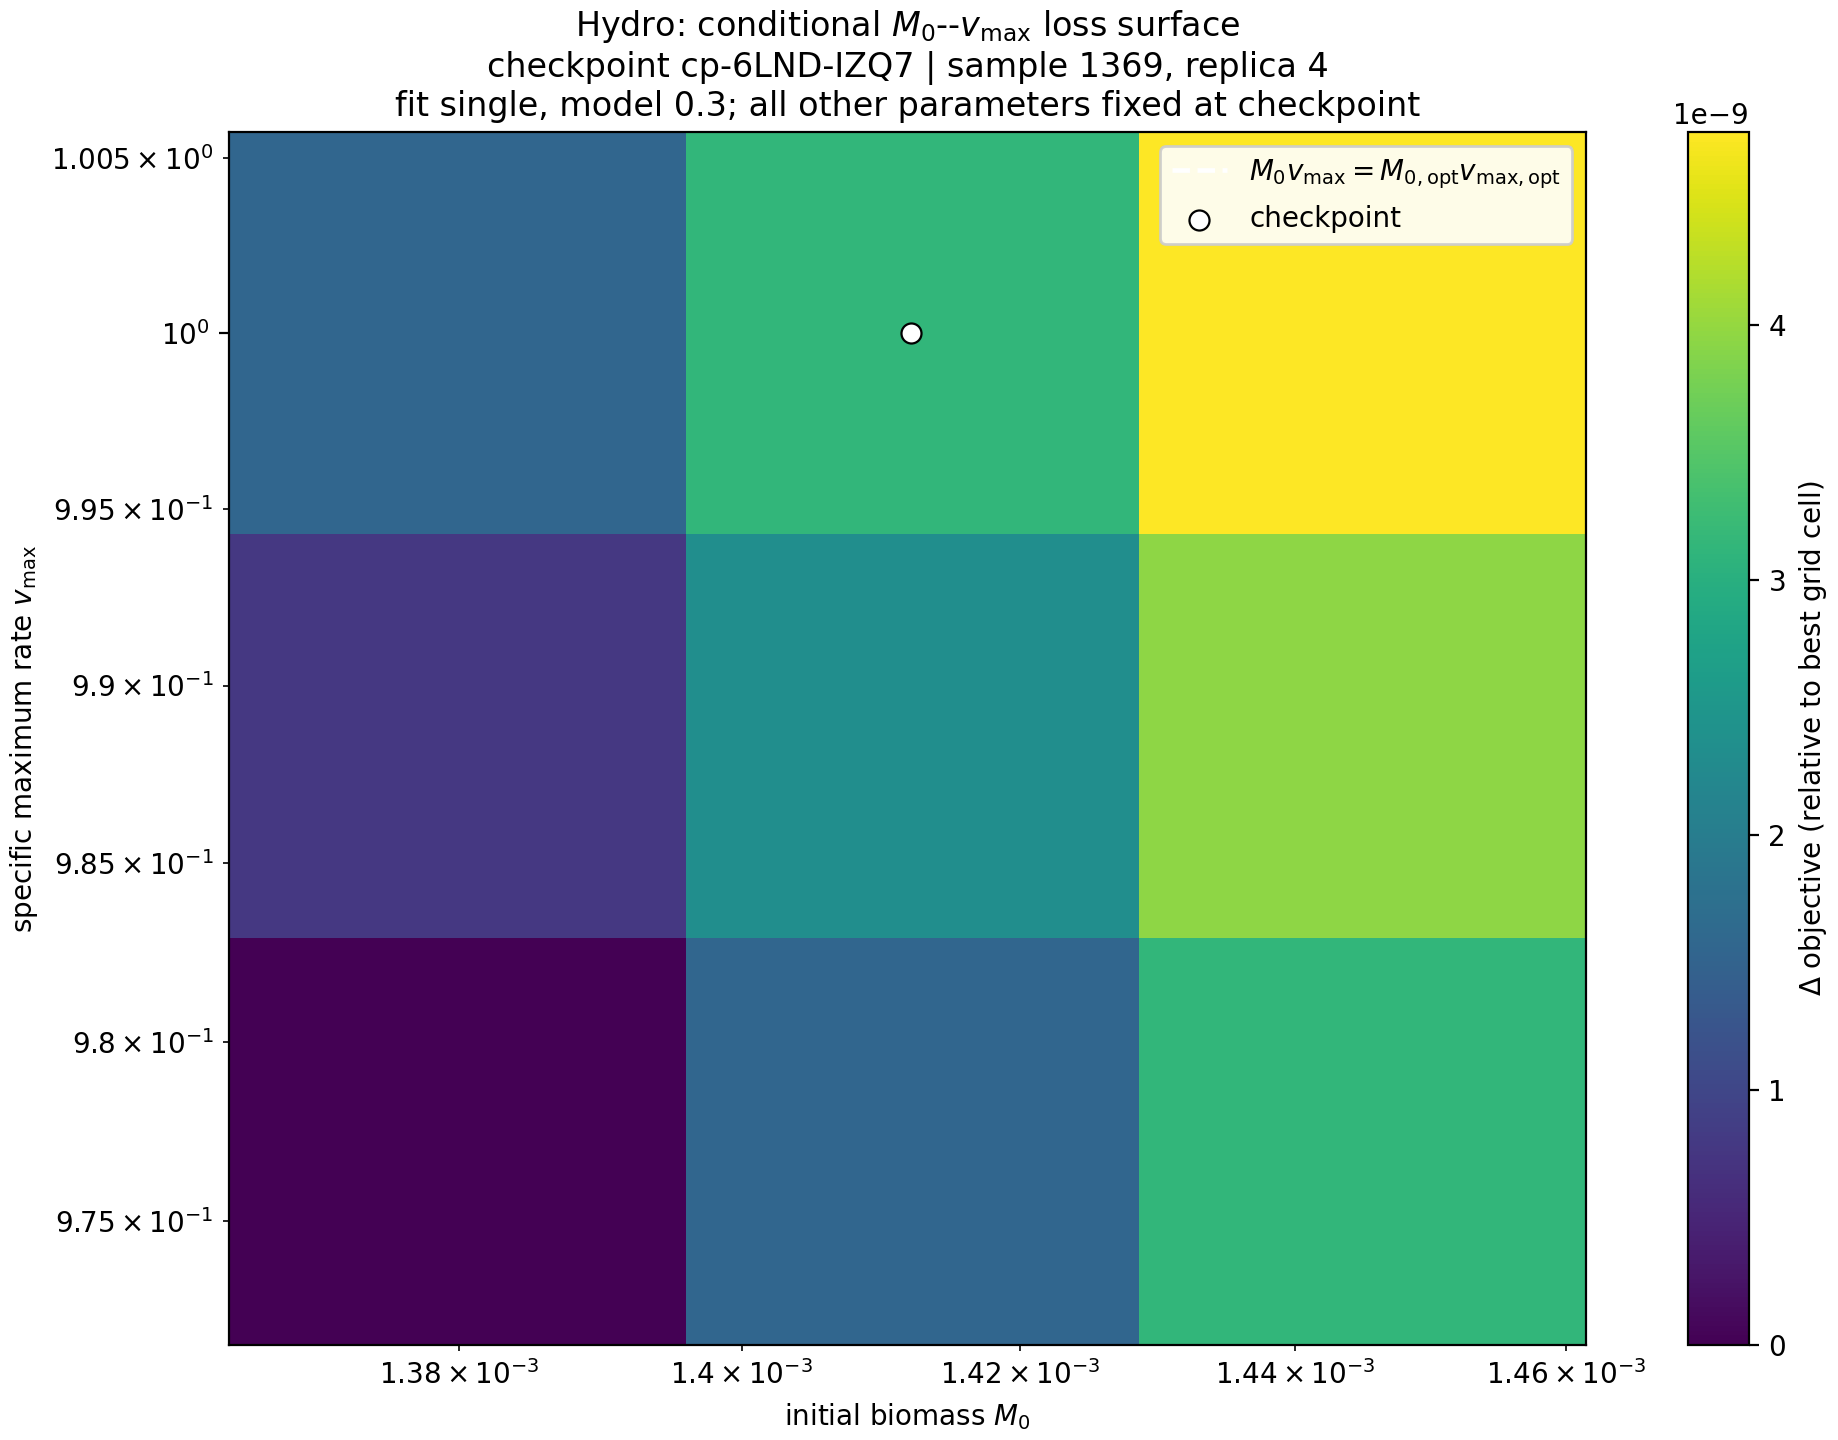 Hydro: conditional M₀--v_max loss surface
checkpoint cp-6LND-IZQ7 | sample 1369, replica 4
fit single, model 0.3; all other parameters fixed at checkpoint
1e−9
M₀v_max = M₀,opt v_max,opt
checkpoint
1.005 × 10⁰
10⁰
9.95 × 10⁻¹
9.9 × 10⁻¹
9.85 × 10⁻¹
9.8 × 10⁻¹
9.75 × 10⁻¹
specific maximum rate v_max
1.38 × 10⁻³
1.4 × 10⁻³
1.42 × 10⁻³
1.44 × 10⁻³
1.46 × 10⁻³
initial biomass M₀
4
3
2
1
0
Δ objective (relative to best grid cell)